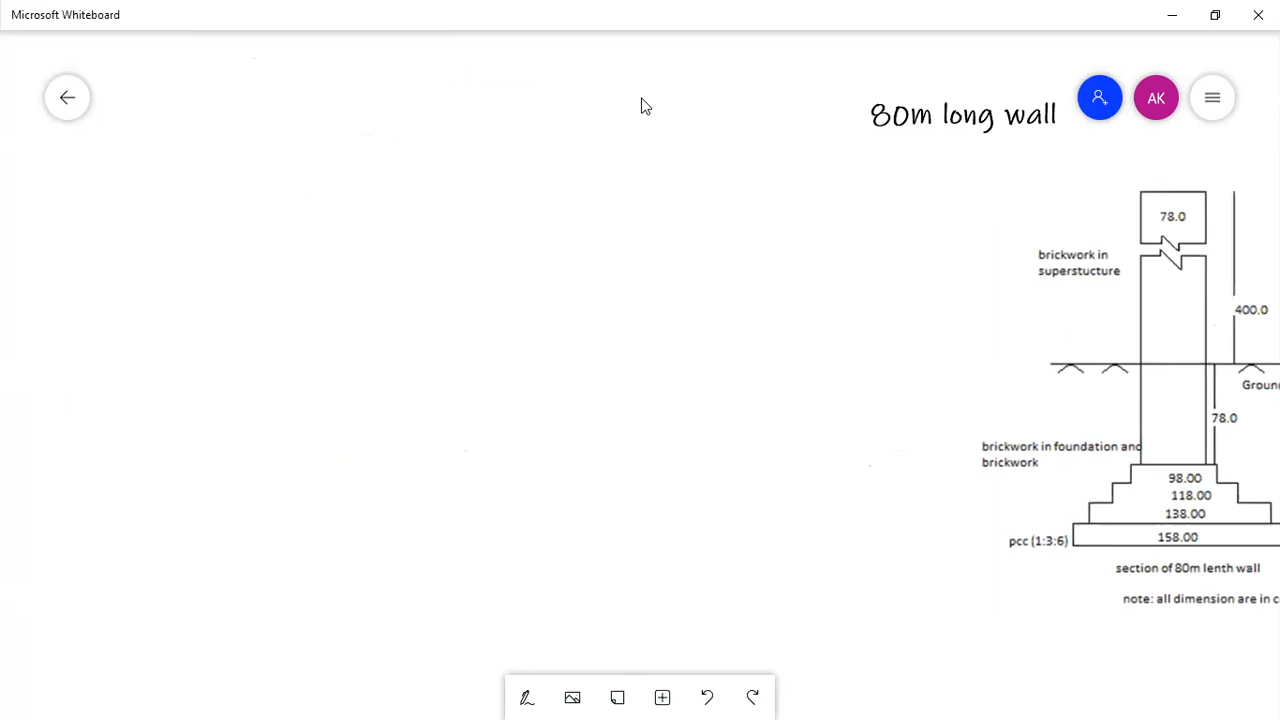 Microsoft Whiteboard
80m long wall
AK
78.0
brickwork in
superstucture
400.0
Ground
78.0
brickwork in foundation and
brickwork
98.00
118.00
138.00
pcc (1:3:6)
158.00
section of 80m lenth wall
note: all dimension are in c